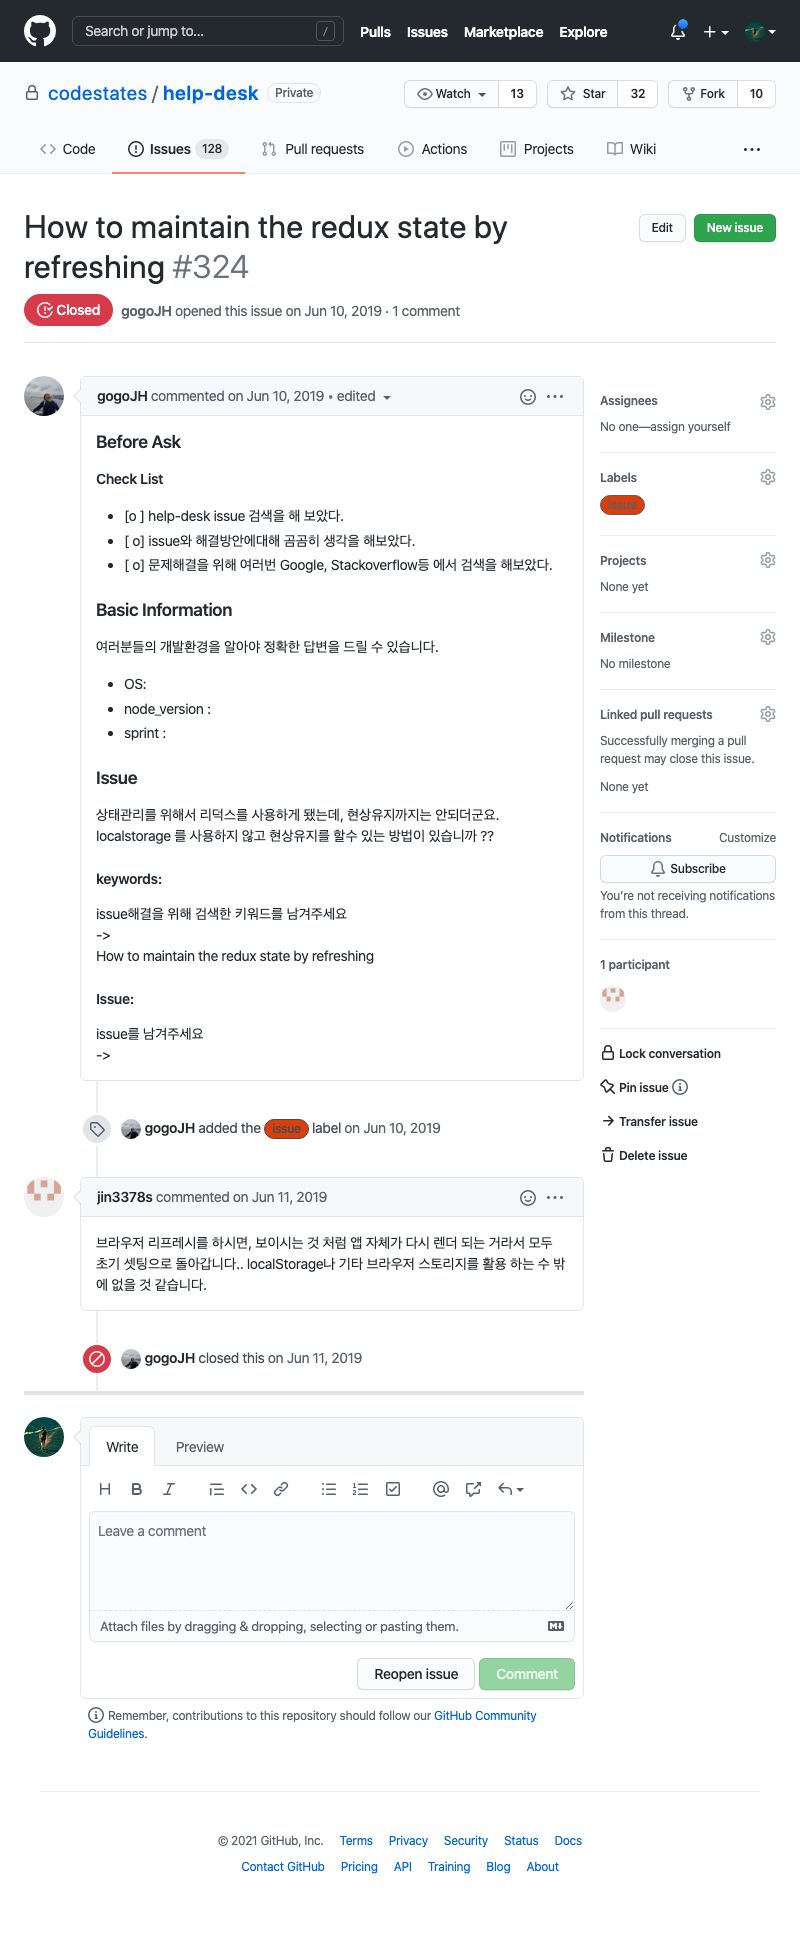 Search or jump to...
/
Pulls
Issues
Marketplace
Explore
codestates / help-desk
Private
Watch
13
Star
32
Fork
10
Code
Issues 128
Pull requests
Actions
Projects
Wiki
How to maintain the redux state by
refreshing #324
Edit
New issue
Closed
gogoJH opened this issue on Jun 10, 2019 · 1 comment
gogoJH commented on Jun 10, 2019 • edited
Before Ask
Check List
[o ] help-desk issue 검색을 해 보았다.
[ o] issue와 해결방안에대해 곰곰히 생각을 해보았다.
[ o] 문제해결을 위해 여러번 Google, Stackoverflow등 에서 검색을 해보았다.
Basic Information
여러분들의 개발환경을 알아야 정확한 답변을 드릴 수 있습니다.
OS:
node_version :
sprint :
Issue
상태관리를 위해서 리덕스를 사용하게 됐는데, 현상유지까지는 안되더군요.
localstorage 를 사용하지 않고 현상유지를 할수 있는 방법이 있습니까 ??
keywords:
issue해결을 위해 검색한 키워드를 남겨주세요
->
How to maintain the redux state by refreshing
Issue:
issue를 남겨주세요
->
gogoJH added the issue label on Jun 10, 2019
jin3378s commented on Jun 11, 2019
브라우저 리프레시를 하시면, 보이시는 것 처럼 앱 자체가 다시 렌더 되는 거라서 모두
초기 셋팅으로 돌아갑니다.. localStorage나 기타 브라우저 스토리지를 활용 하는 수 밖
에 없을 것 같습니다.
gogoJH closed this on Jun 11, 2019
Write
Preview
H B I
Leave a comment
Attach files by dragging & dropping, selecting or pasting them.
Reopen issue
Comment
Remember, contributions to this repository should follow our GitHub Community
Guidelines.
Assignees
No one—assign yourself
Labels
issue
Projects
None yet
Milestone
No milestone
Linked pull requests
Successfully merging a pull
request may close this issue.
None yet
Notifications
Customize
Subscribe
You're not receiving notifications
from this thread.
1 participant
Lock conversation
Pin issue
Transfer issue
Delete issue
© 2021 GitHub, Inc.
Terms
Privacy
Security
Status
Docs
Contact GitHub
Pricing
API
Training
Blog
About